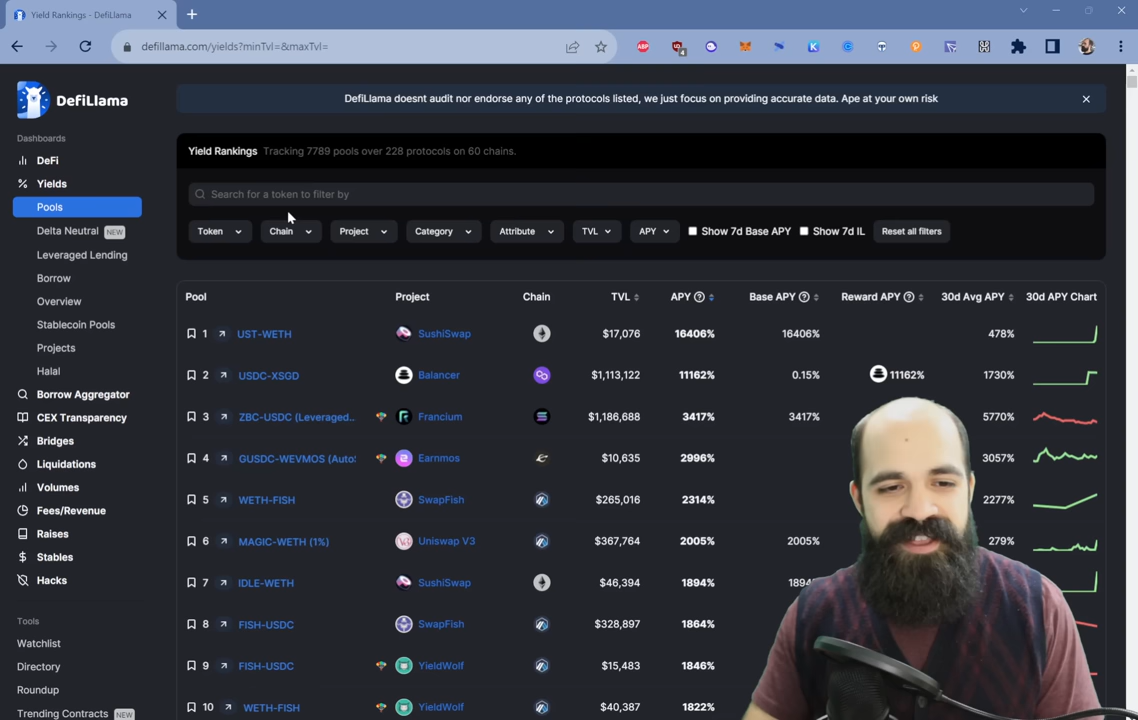 Yield Rankings - DefiLlama
defillama.com/yields?minTvl=&maxTvl=
ABP
4
DefiLlama
DefiLlama doesnt audit nor endorse any of the protocols listed, we just focus on providing accurate data. Ape at your own risk
Dashboards
DeFi
Yields
Pools
Delta Neutral NEW
Leveraged Lending
Borrow
Overview
Stablecoin Pools
Projects
Halal
Borrow Aggregator
CEX Transparency
Bridges
Liquidations
Volumes
Fees/Revenue
Raises
Stables
Hacks
Tools
Watchlist
Directory
Roundup
Trending Contracts NEW
Yield Rankings Tracking 7789 pools over 228 protocols on 60 chains.
Search for a token to filter by
Token Chain Project Category Attribute TVL APY Show 7d Base APY Show 7d IL Reset all filters
Pool Project Chain TVL APY Base APY Reward APY 30d Avg APY 30d APY Chart
1 UST-WETH SushiSwap $17,076 16406% 16406% 478%
2 USDC-XSGD Balancer $1,113,122 11162% 0.15% 11162% 1730%
3 ZBC-USDC (Leveraged... Francium $1,186,688 3417% 3417% 5770%
4 GUSDC-WEVMOS (Auto Earnmos $10,635 2996% 3057%
5 WETH-FISH SwapFish $265,016 2314% 2277%
6 MAGIC-WETH (1%) Uniswap V3 $367,764 2005% 2005% 279%
7 IDLE-WETH SushiSwap $46,394 1894% 1894
8 FISH-USDC SwapFish $328,897 1864%
9 FISH-USDC YieldWolf $15,483 1846%
10 WETH-FISH YieldWolf $40,387 1822%